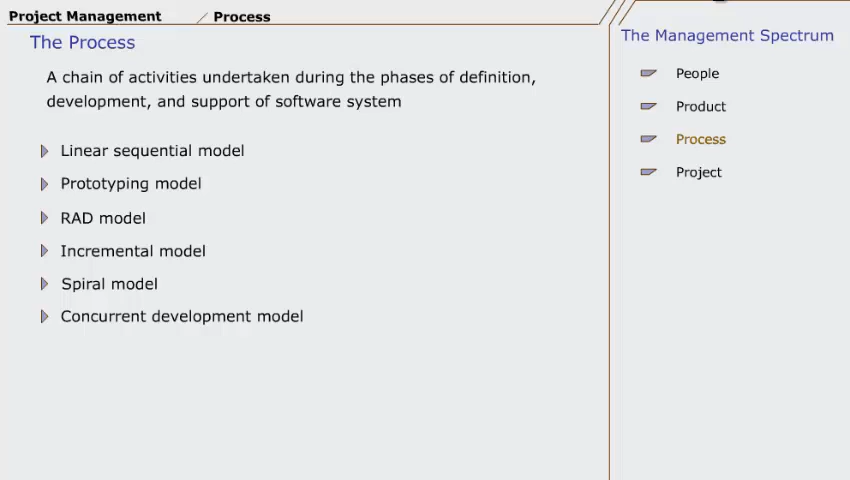 Project Management
Process
The Process
A chain of activities undertaken during the phases of definition,
development, and support of software system
Linear sequential model
Prototyping model
RAD model
Incremental model
Spiral model
Concurrent development model
The Management Spectrum
People
Product
Process
Project